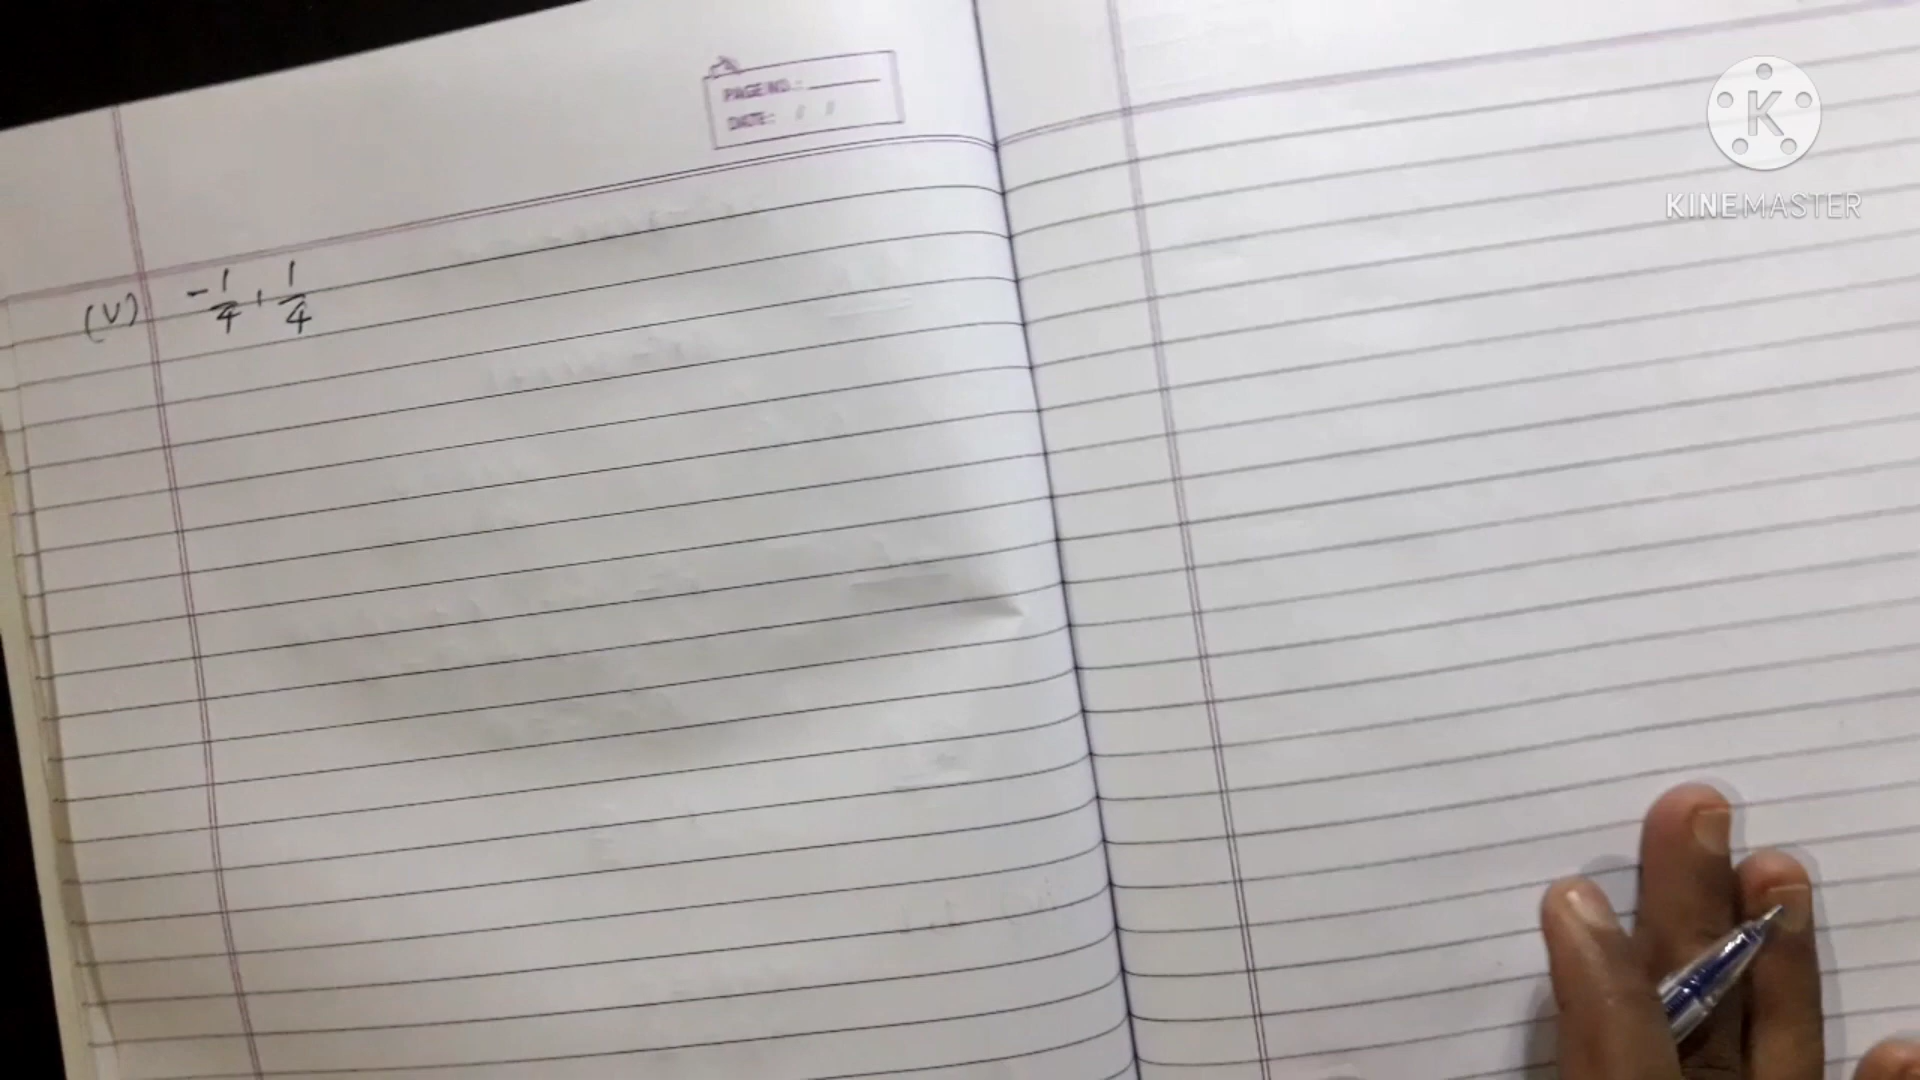 PAGE NO.:
DATE: / /
K
KINEMASTER
(V) -1/4, 1/4